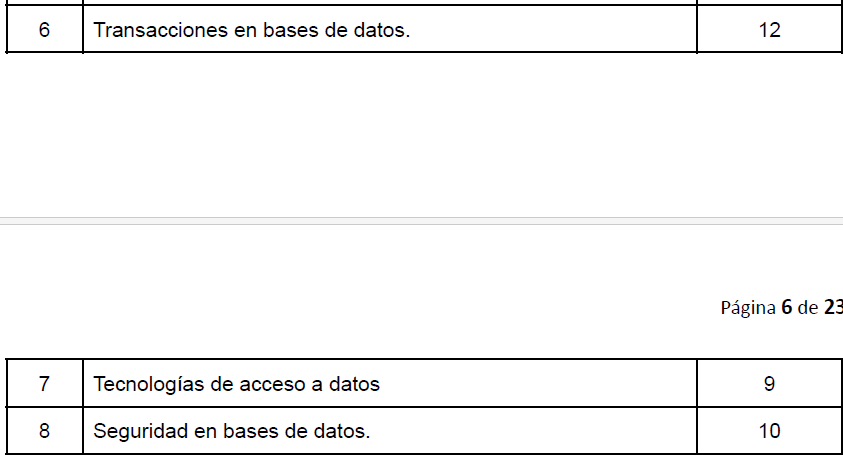 6 Transacciones en bases de datos. 12
Página 6 de 23
7 Tecnologías de acceso a datos 9
8 Seguridad en bases de datos. 10